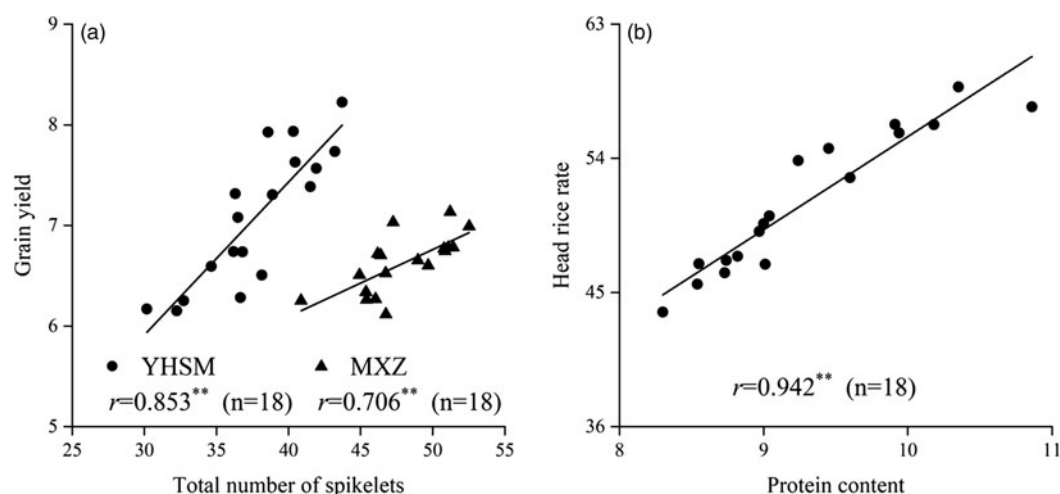 (a)
9
8
7
6
5
Grain yield
YHSM MXZ
r=0.853** (n=18) r=0.706** (n=18)
25 30 35 40 45 50 55
Total number of spikelets
(b)
63
54
45
36
Head rice rate
r=0.942** (n=18)
8 9 10 11
Protein content